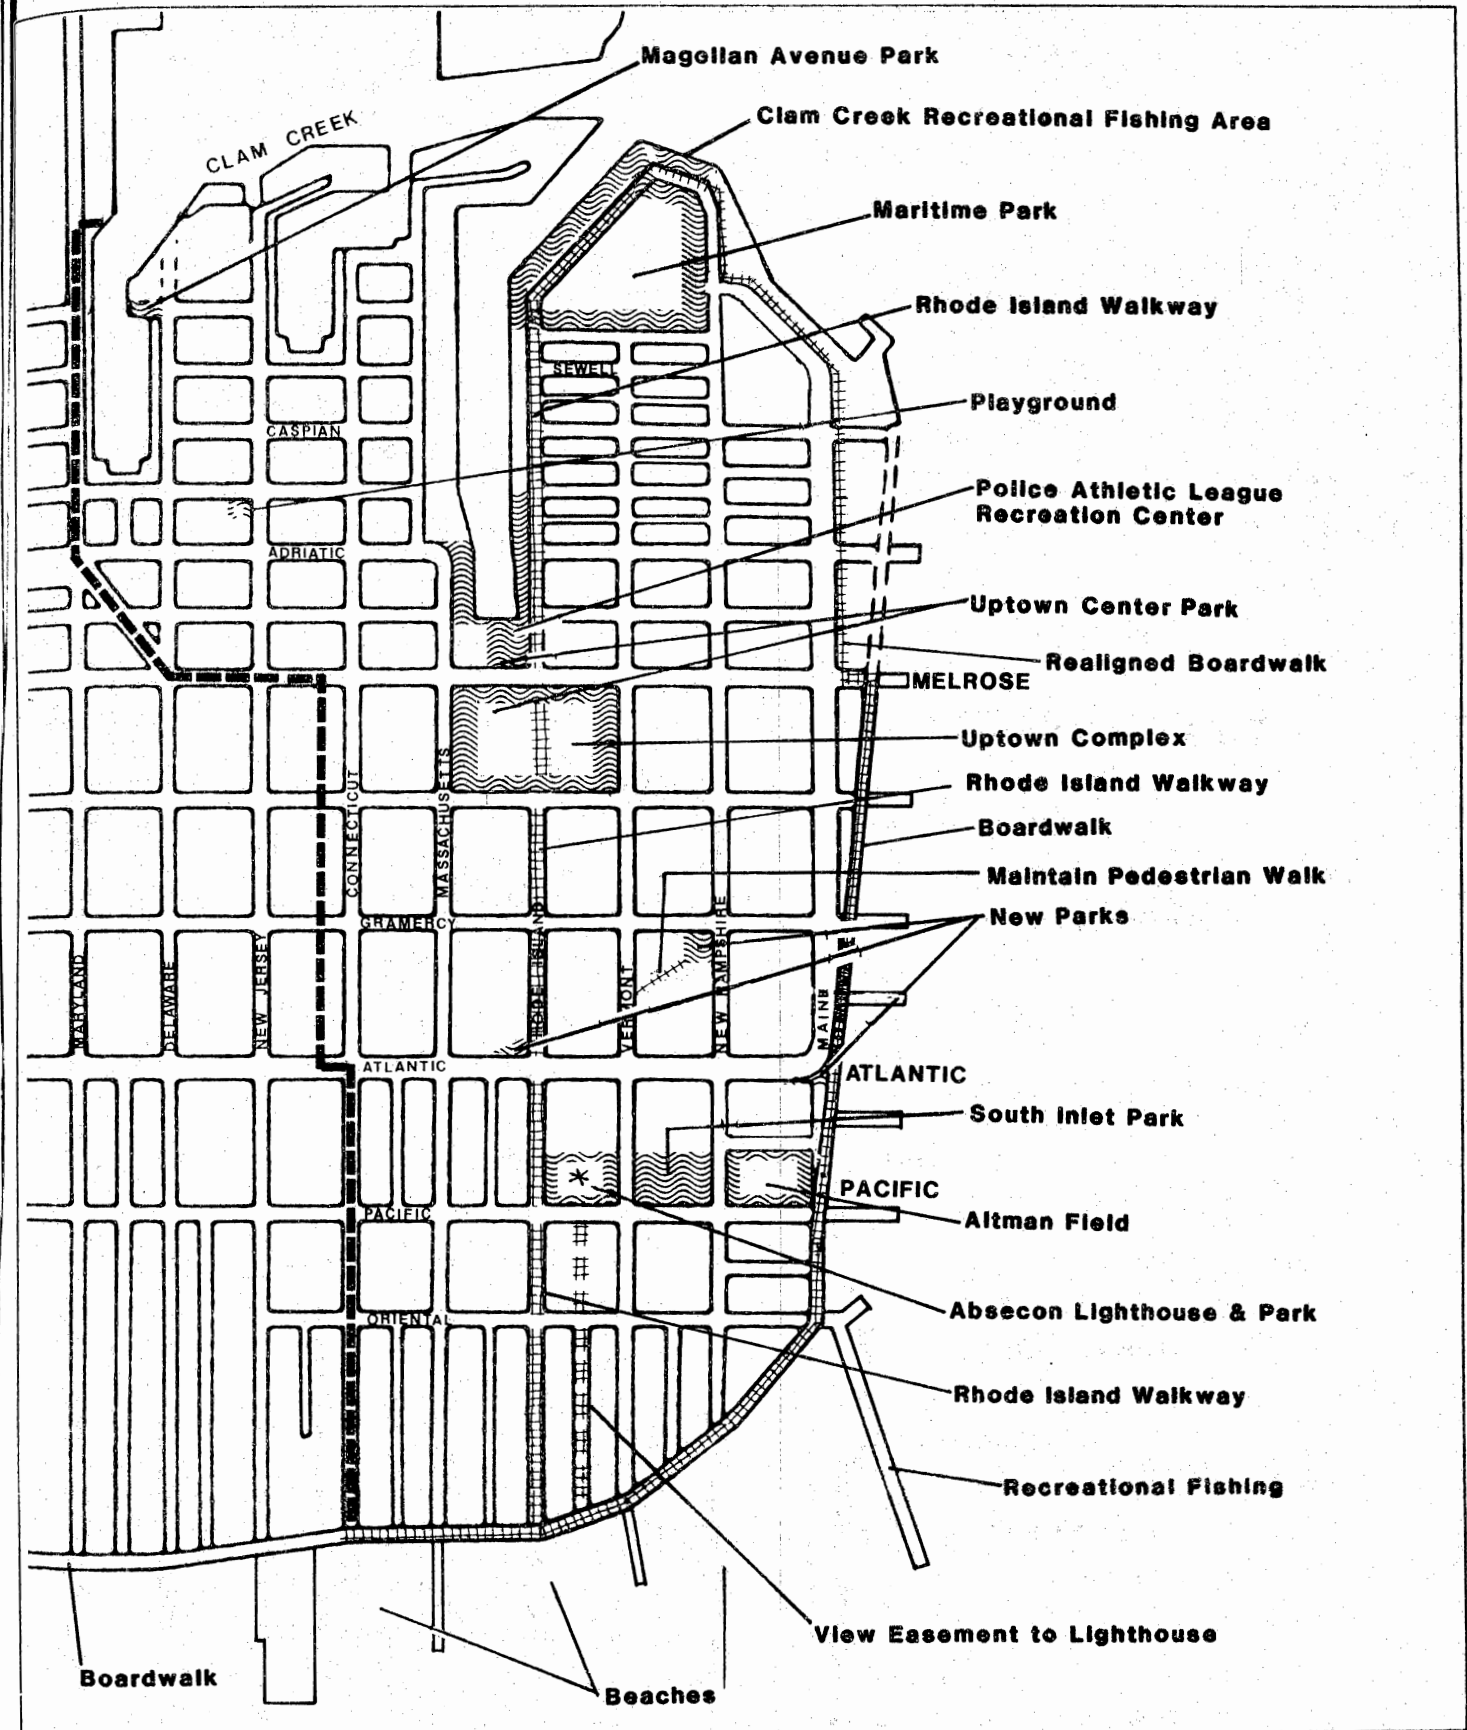 Magellan Avenue Park
Clam Creek Recreational Fishing Area
CLAM CREEK
Maritime Park
Rhode Island Walkway
SEWELL
Playground
CASPIAN
Police Athletic League
Recreation Center
ADRIATIC
Uptown Center Park
Realigned Boardwalk
MELROSE
Uptown Complex
CONNECTICUT
MASSACHUSETTS
Rhode Island Walkway
Boardwalk
Maintain Pedestrian Walk
New Parks
GRAMERCY
MARYLAND
DELAWARE
NEW JERSEY
RHODE ISLAND
VERMONT
NEW HAMPSHIRE
MAINE
ATLANTIC
ATLANTIC
South Inlet Park
PACIFIC
PACIFIC
Altman Field
Absecon Lighthouse & Park
ORIENTAL
Rhode Island Walkway
Recreational Fishing
View Easement to Lighthouse
Boardwalk
Beaches